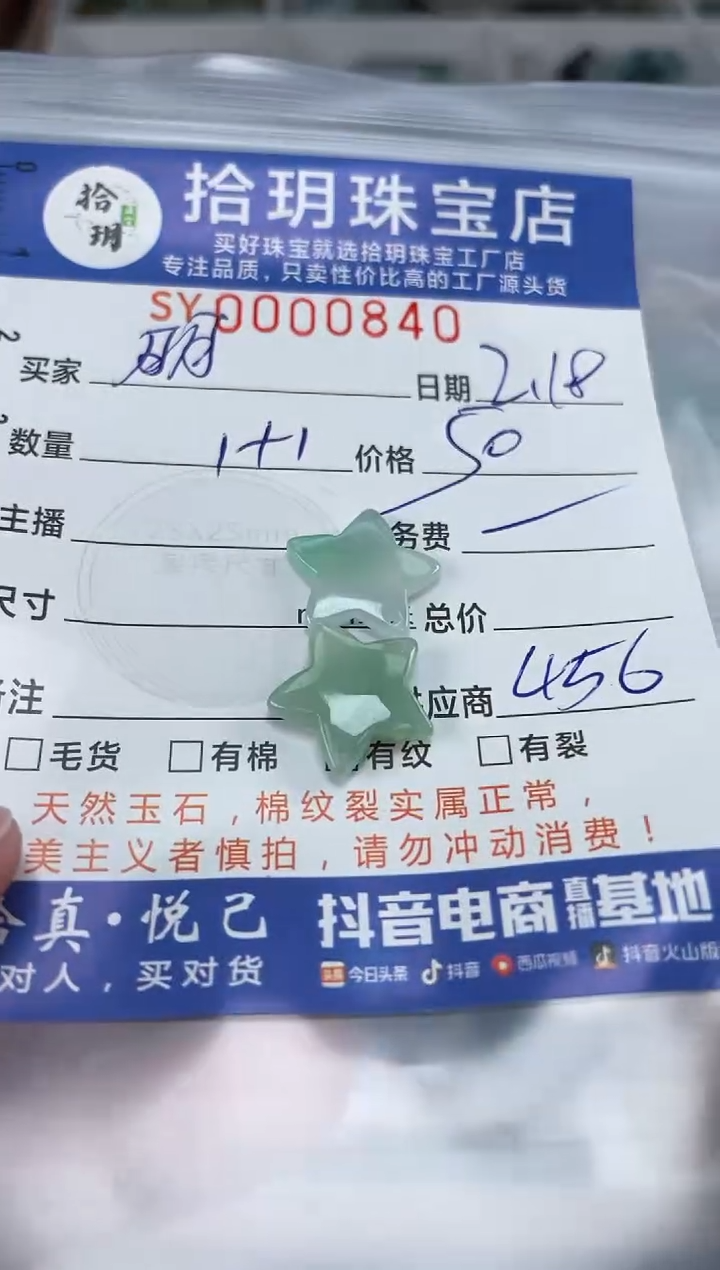 拾玥
拾玥珠宝店
买好珠宝就选拾玥珠宝工厂店
专注品质，只卖性价比高的工厂源头货
SY0000840
买家 明 日期 2.18
数量 1+1 价格 50
主播 务费
尺寸 总价
注 应商 456
□毛货 □有棉 有纹 □有裂
天然玉石，棉纹裂实属正常，
美主义者慎拍，请勿冲动消费！
真·悦己 抖音电商直播基地
对人，买对货 今日头条 抖音 西瓜视频 抖音火山版